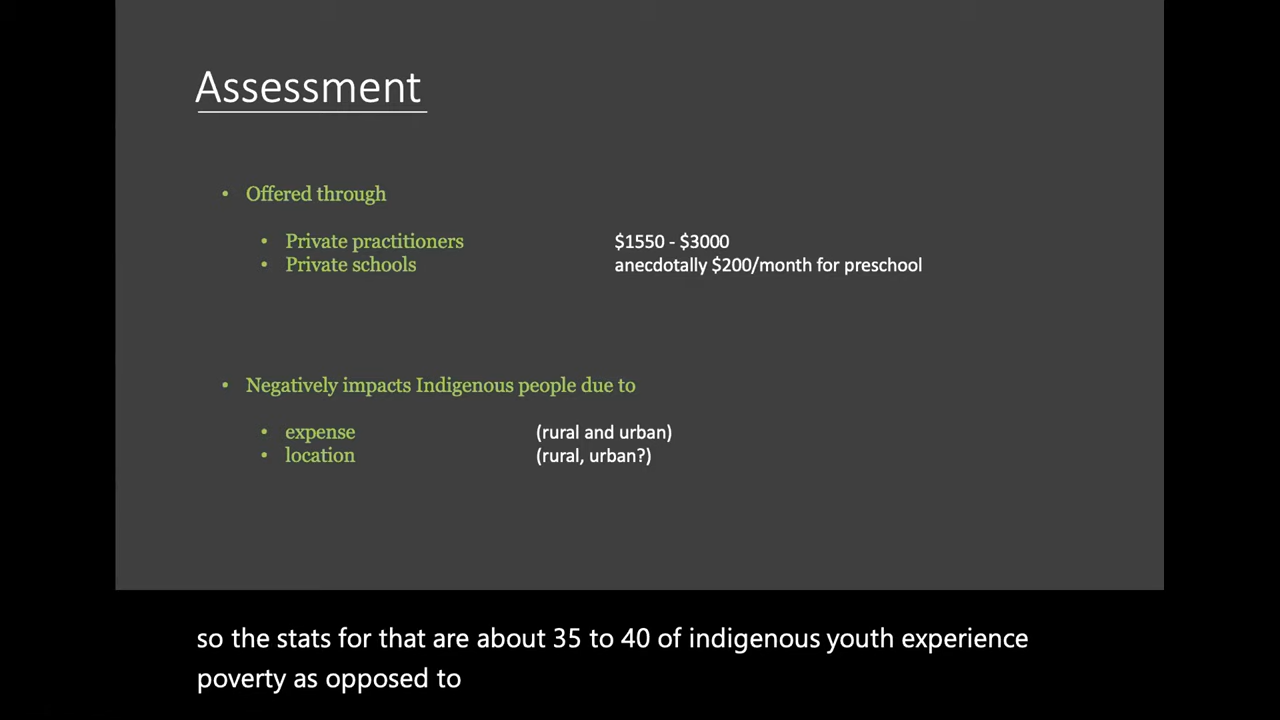 Assessment
• Offered through
• Private practitioners $1550 - $3000
• Private schools anecdotally $200/month for preschool
• Negatively impacts Indigenous people due to
• expense (rural and urban)
• location (rural, urban?)
so the stats for that are about 35 to 40 of indigenous youth experience
poverty as opposed to